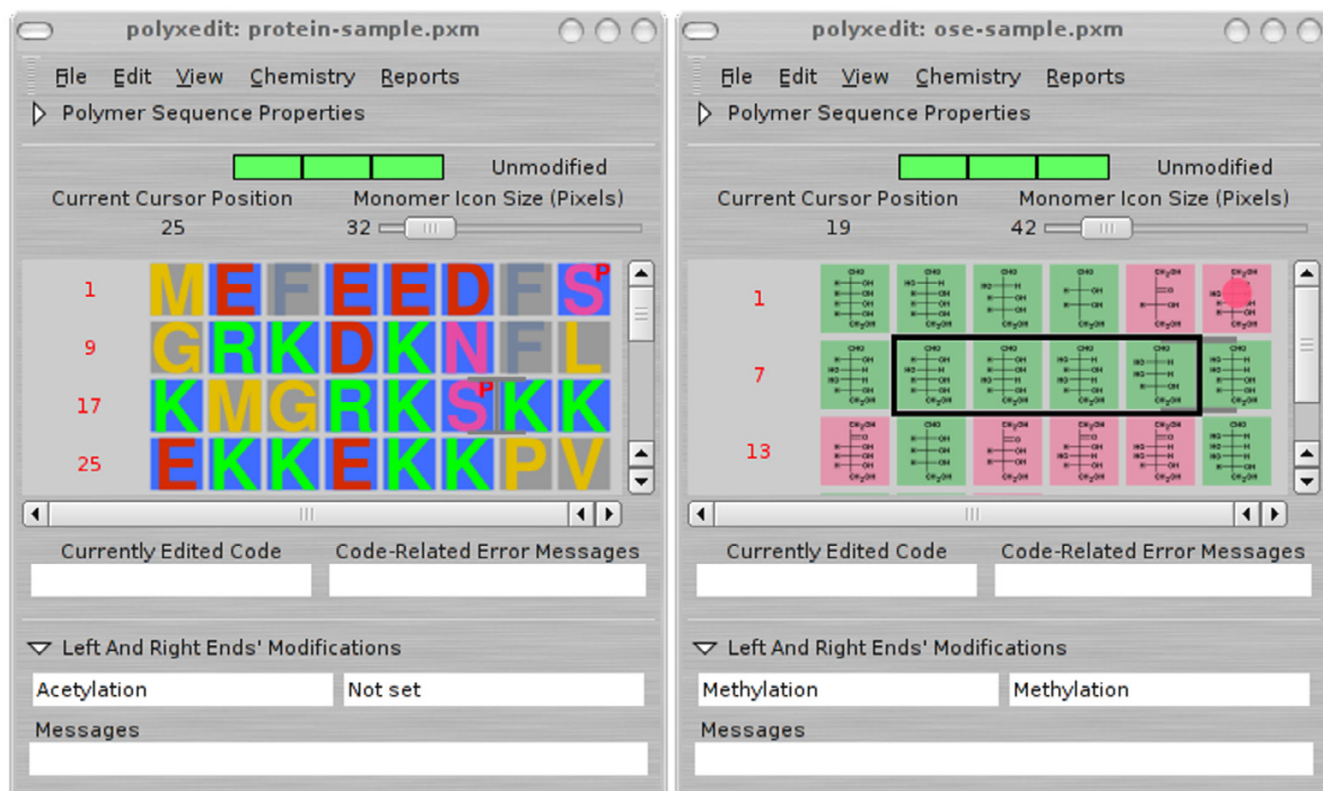 polyxedit: protein-sample.pxm
File Edit View Chemistry Reports
Polymer Sequence Properties
Unmodified
Current Cursor Position Monomer Icon Size (Pixels)
25 32
1 M E F E E D F S P
9 G R K D K N F L
17 K M G R K S P K K
25 E K K E K K P V
Currently Edited Code Code-Related Error Messages
Left And Right Ends' Modifications
Acetylation Not set
Messages
polyxedit: ose-sample.pxm
File Edit View Chemistry Reports
Polymer Sequence Properties
Unmodified
Current Cursor Position Monomer Icon Size (Pixels)
19 42
1
7
13
Currently Edited Code Code-Related Error Messages
Left And Right Ends' Modifications
Methylation Methylation
Messages